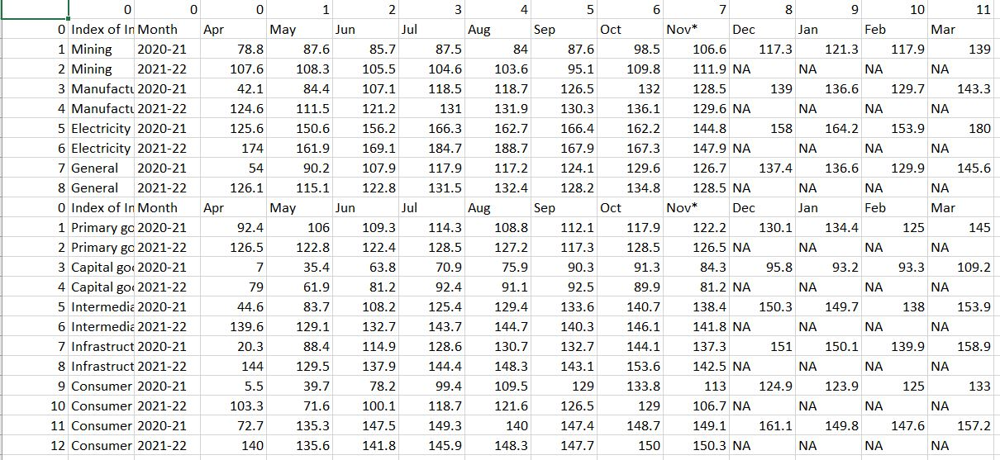 0 0 0 1 2 3 4 5 6 7 8 9 10 11
0 Index of In Month Apr May Jun Jul Aug Sep Oct Nov* Dec Jan Feb Mar
1 Mining 2020-21 78.8 87.6 85.7 87.5 84 87.6 98.5 106.6 117.3 121.3 117.9 139
2 Mining 2021-22 107.6 108.3 105.5 104.6 103.6 95.1 109.8 111.9 NA NA NA NA
3 Manufactu 2020-21 42.1 84.4 107.1 118.5 118.7 126.5 132 128.5 139 136.6 129.7 143.3
4 Manufactu 2021-22 124.6 111.5 121.2 131 131.9 130.3 136.1 129.6 NA NA NA NA
5 Electricity 2020-21 125.6 150.6 156.2 166.3 162.7 166.4 162.2 144.8 158 164.2 153.9 180
6 Electricity 2021-22 174 161.9 169.1 184.7 188.7 167.9 167.3 147.9 NA NA NA NA
7 General 2020-21 54 90.2 107.9 117.9 117.2 124.1 129.6 126.7 137.4 136.6 129.9 145.6
8 General 2021-22 126.1 115.1 122.8 131.5 132.4 128.2 134.8 128.5 NA NA NA NA
0 Index of In Month Apr May Jun Jul Aug Sep Oct Nov* Dec Jan Feb Mar
1 Primary go 2020-21 92.4 106 109.3 114.3 108.8 112.1 117.9 122.2 130.1 134.4 125 145
2 Primary go 2021-22 126.5 122.8 122.4 128.5 127.2 117.3 128.5 126.5 NA NA NA NA
3 Capital goo 2020-21 7 35.4 63.8 70.9 75.9 90.3 91.3 84.3 95.8 93.2 93.3 109.2
4 Capital goo 2021-22 79 61.9 81.2 92.4 91.1 92.5 89.9 81.2 NA NA NA NA
5 Intermedia 2020-21 44.6 83.7 108.2 125.4 129.4 133.6 140.7 138.4 150.3 149.7 138 153.9
6 Intermedia 2021-22 139.6 129.1 132.7 143.7 144.7 140.3 146.1 141.8 NA NA NA NA
7 Infrastruct 2020-21 20.3 88.4 114.9 128.6 130.7 132.7 144.1 137.3 151 150.1 139.9 158.9
8 Infrastruct 2021-22 144 129.5 137.9 144.4 148.3 143.1 153.6 142.5 NA NA NA NA
9 Consumer 2020-21 5.5 39.7 78.2 99.4 109.5 129 133.8 113 124.9 123.9 125 133
10 Consumer 2021-22 103.3 71.6 100.1 118.7 121.6 126.5 129 106.7 NA NA NA NA
11 Consumer 2020-21 72.7 135.3 147.5 149.3 140 147.4 148.7 149.1 161.1 149.8 147.6 157.2
12 Consumer 2021-22 140 135.6 141.8 145.9 148.3 147.7 150 150.3 NA NA NA NA